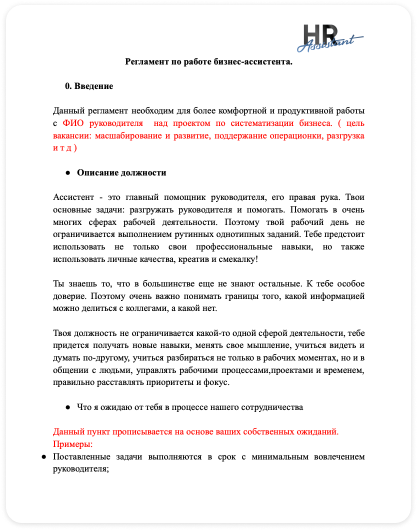 HR
Assistant
Регламент по работе бизнес-ассистента.
0. Введение
Данный регламент необходим для более комфортной и продуктивной работы
с ФИО руководителя над проектом по систематизации бизнеса. ( цель
вакансии: масшабирование и развитие, поддержание операционки, разгрузка
и т д )
● Описание должности
Ассистент - это главный помощник руководителя, его правая рука. Твои
основные задачи: разгружать руководителя и помогать. Помогать в очень
многих сферах рабочей деятельности. Поэтому твой рабочий день не
ограничивается выполнением рутинных однотипных заданий. Тебе предстоит
использовать не только свои профессиональные навыки, но также
использовать личные качества, креатив и смекалку!
Ты знаешь то, что в большинстве еще не знают остальные. К тебе особое
доверие. Поэтому очень важно понимать границы того, какой информацией
можно делиться с коллегами, а какой нет.
Твоя должность не ограничивается какой-то одной сферой деятельности, тебе
придется получать новые навыки, менять свое мышление, учиться видеть и
думать по-другому, учиться разбираться не только в рабочих моментах, но и в
общении с людьми, управлять рабочими процессами,проектами и временем,
правильно расставлять приоритеты и фокус.
● Что я ожидаю от тебя в процессе нашего сотрудничества
Данный пункт прописывается на основе ваших собственных ожиданий.
Примеры:
● Поставленные задачи выполняются в срок с минимальным вовлечением
руководителя;